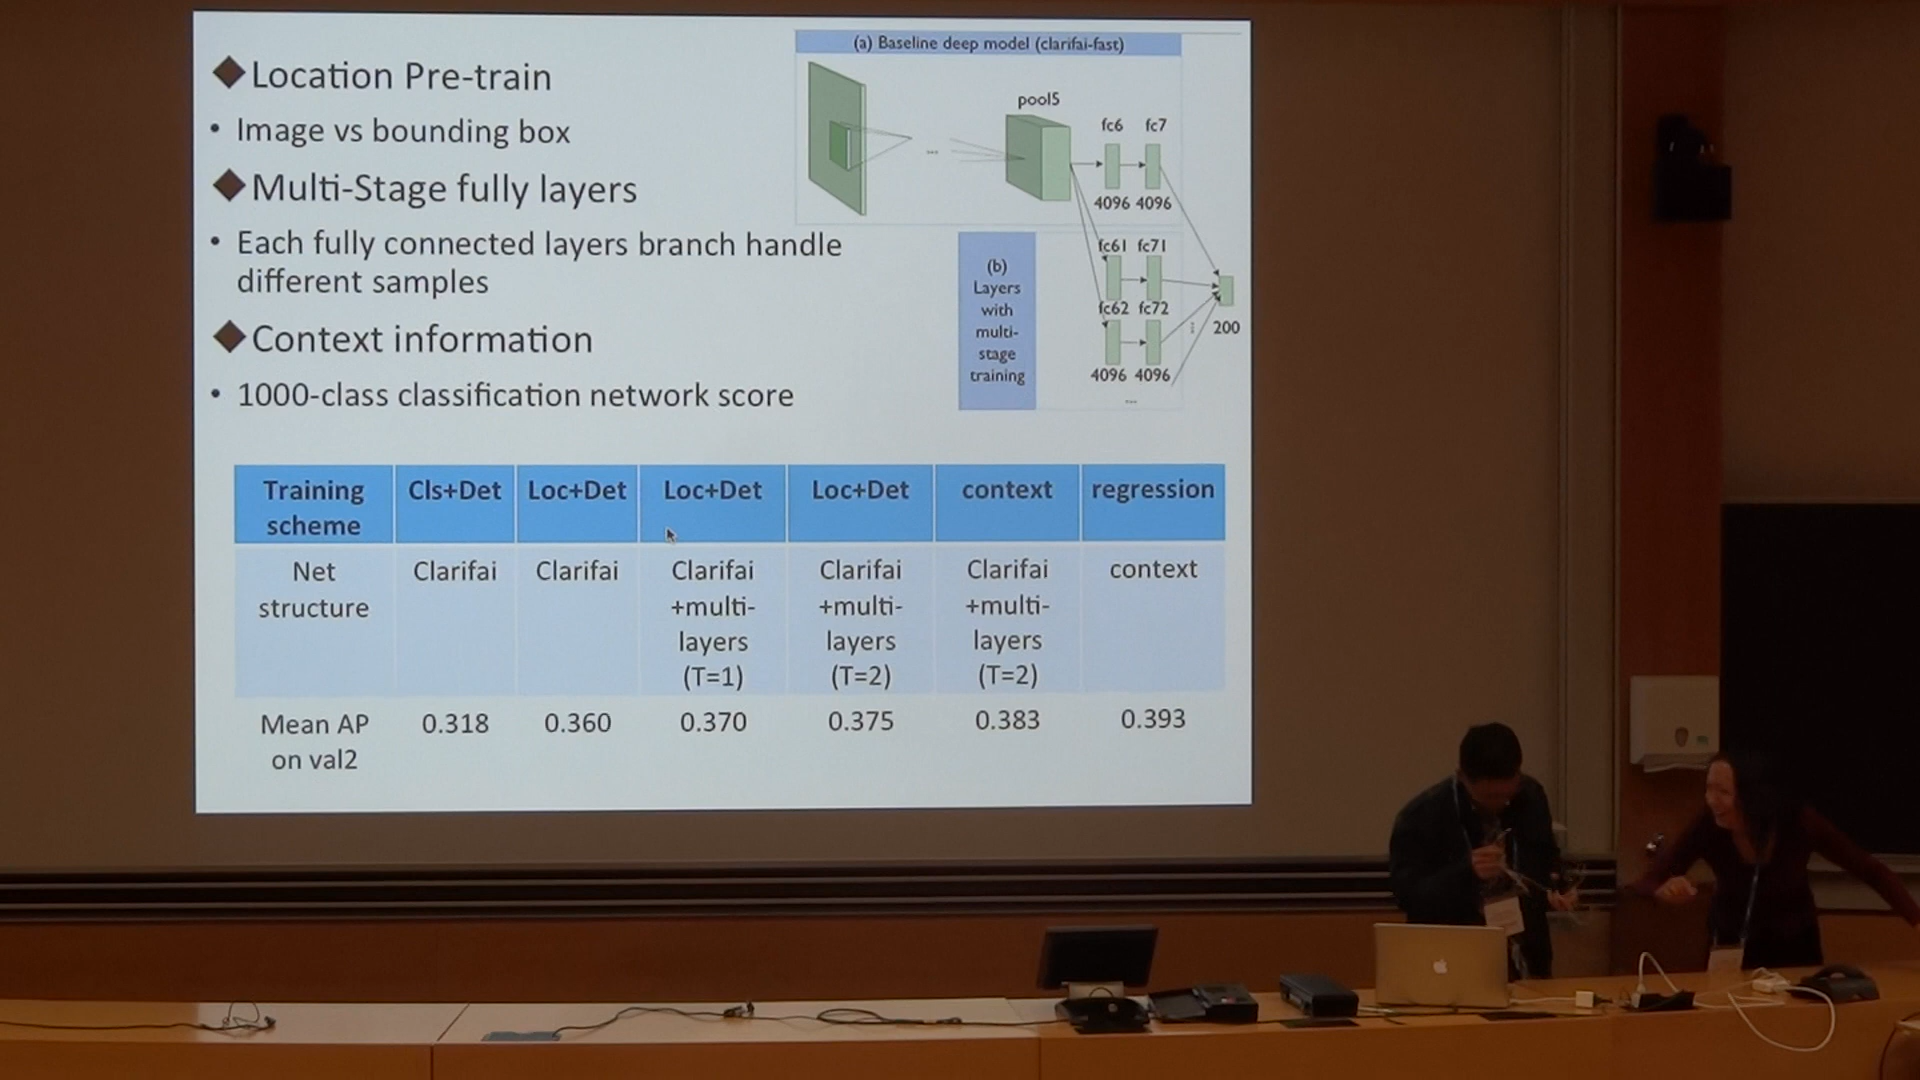 ◆Location Pre-train
• Image vs bounding box
◆Multi-Stage fully layers
• Each fully connected layers branch handle
different samples
◆Context information
• 1000-class classification network score
(a) Baseline deep model (clarifai-fast)
pool5
fc6 fc7
...
4096 4096
(b)
Layers
with
multi-
stage
training
fc61 fc71
fc62 fc72
⋮ 200
4096 4096
...
Training
scheme
Cls+Det
Loc+Det
Loc+Det
Loc+Det
context
regression
Net
structure
Clarifai
Clarifai
Clarifai
+multi-
layers
(T=1)
Clarifai
+multi-
layers
(T=2)
Clarifai
+multi-
layers
(T=2)
context
Mean AP
on val2
0.318
0.360
0.370
0.375
0.383
0.393